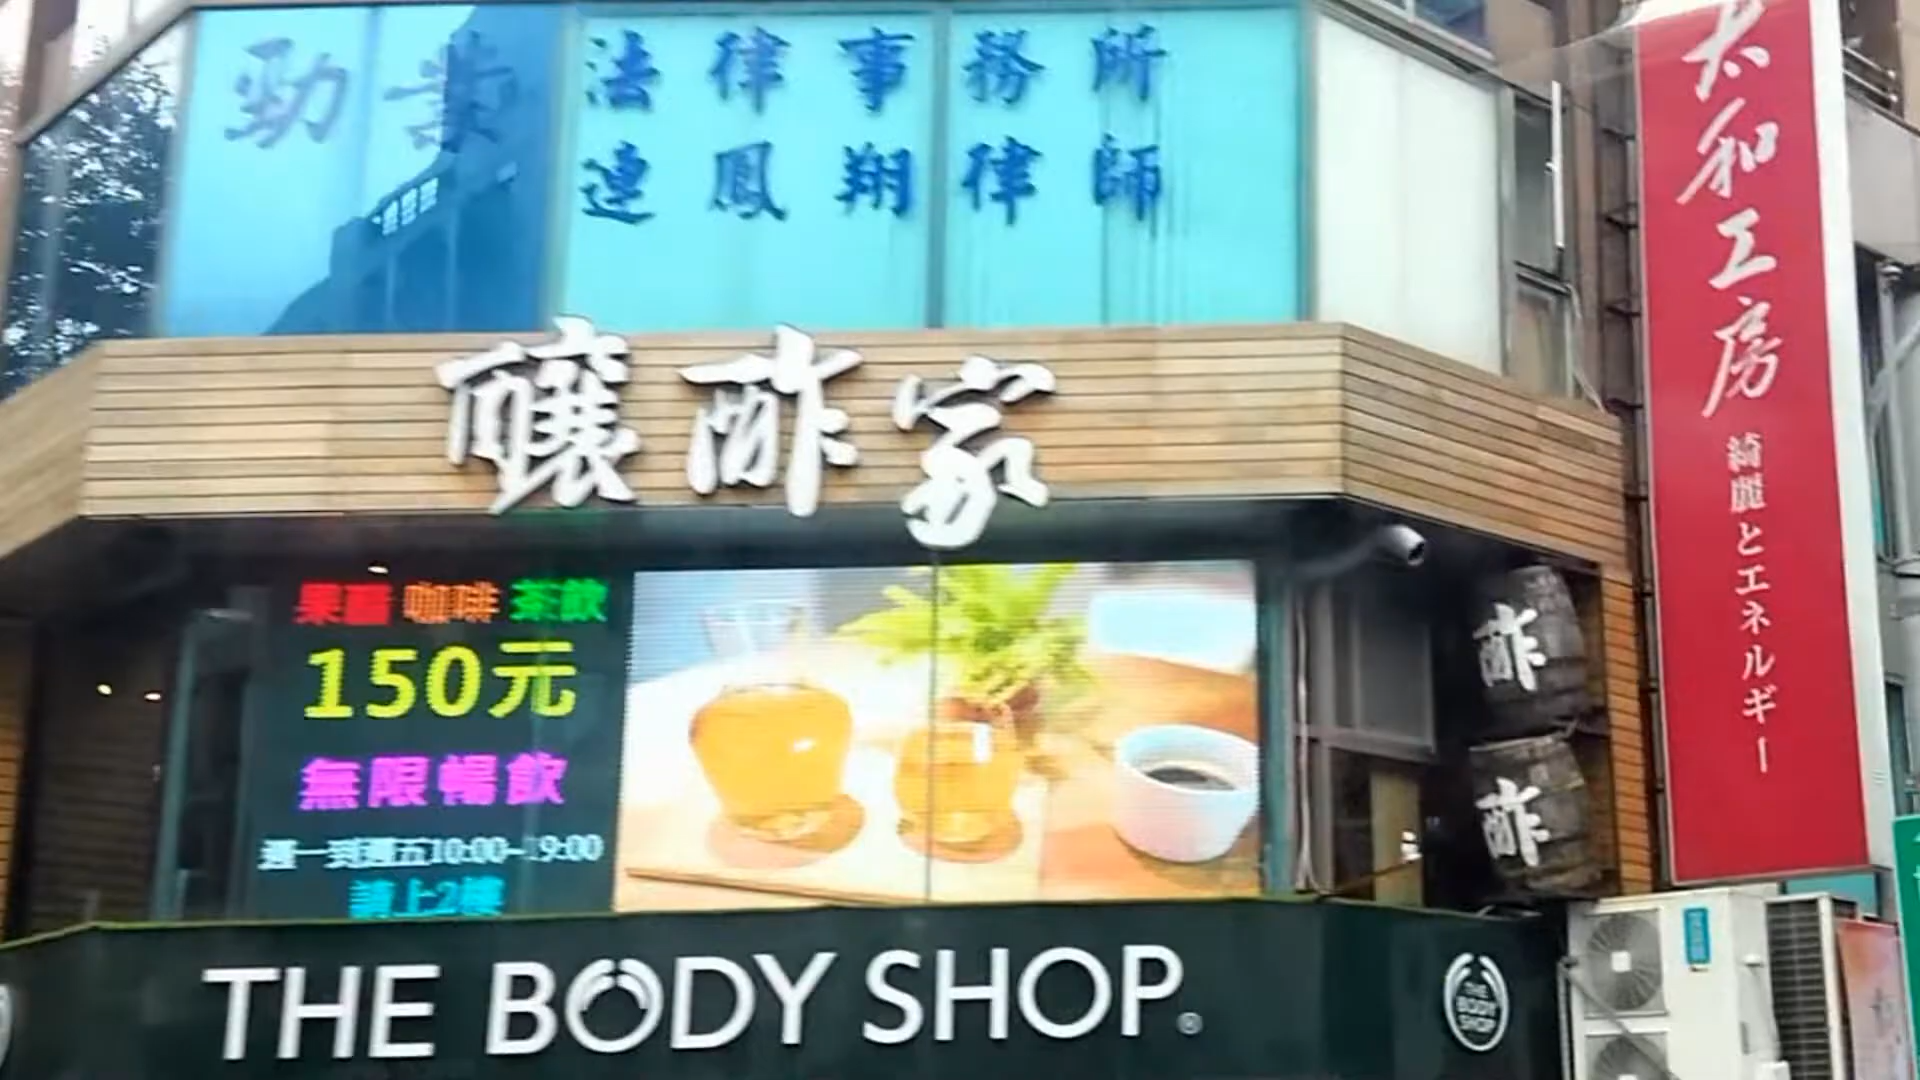 勁業
法律事務所
連鳳翔律師
釀酢家
果醋 咖啡 茶飲
150元
無限暢飲
週一到週五10:00-19:00
請上2樓
THE BODY SHOP®
THE
BODY
SHOP
酢
酢
太和工房
綺麗とエネルギー